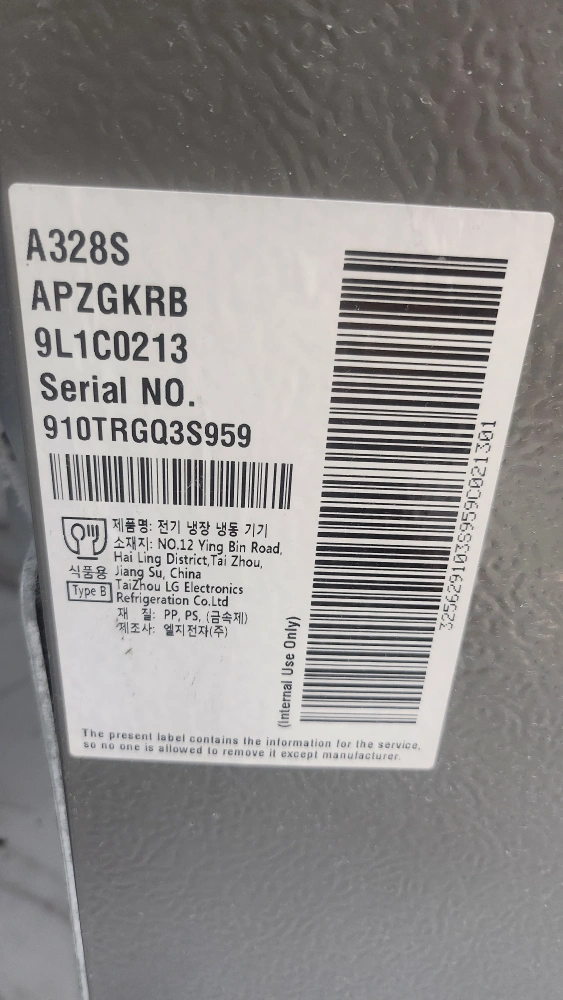 A328S
APZGKRB
9L1C0213
Serial NO.
910TRGQ3S959
제품명: 전기 냉장 냉동 기기
소재지: NO.12 Ying Bin Road,
Hai Ling District,Tai Zhou,
식품용 Jiang Su, China
Type B TaiZhou LG Electronics
Refrigeration Co.Ltd
재 질: PP, PS, (금속제)
제조사: 엘지전자(주)
(Internal Use Only)
325629103S959C021301
The present label contains the information for the service,
so no one is allowed to remove it except manufacturer.